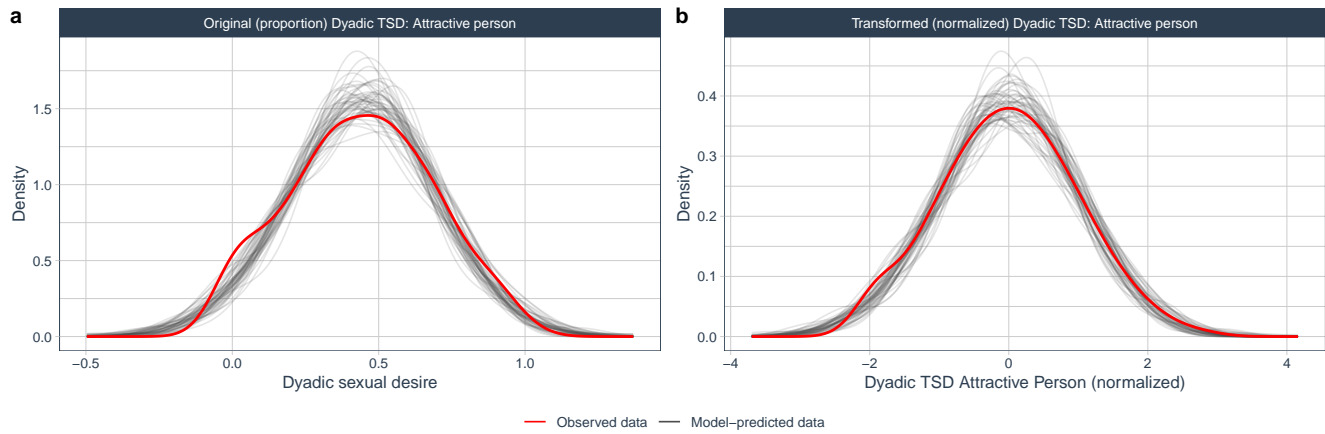 a
Original (proportion) Dyadic TSD: Attractive person
Density
0.0
0.5
1.0
1.5
−0.5
0.0
0.5
1.0
Dyadic sexual desire
b
Transformed (normalized) Dyadic TSD: Attractive person
Density
0.0
0.1
0.2
0.3
0.4
−4
−2
0
2
4
Dyadic TSD Attractive Person (normalized)
Observed data
Model−predicted data